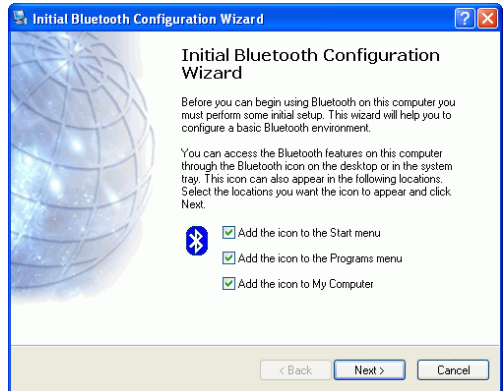 Initial Bluetooth Configuration Wizard
Initial Bluetooth Configuration
Wizard
Before you can begin using Bluetooth on this computer you
must perform some initial setup. This wizard will help you to
configure a basic Bluetooth environment.
You can access the Bluetooth features on this computer
through the Bluetooth icon on the desktop or in the system
tray. This icon can also appear in the following locations.
Select the locations you want the icon to appear and click
Next.
Add the icon to the Start menu
Add the icon to the Programs menu
Add the icon to My Computer
< Back Next > Cancel